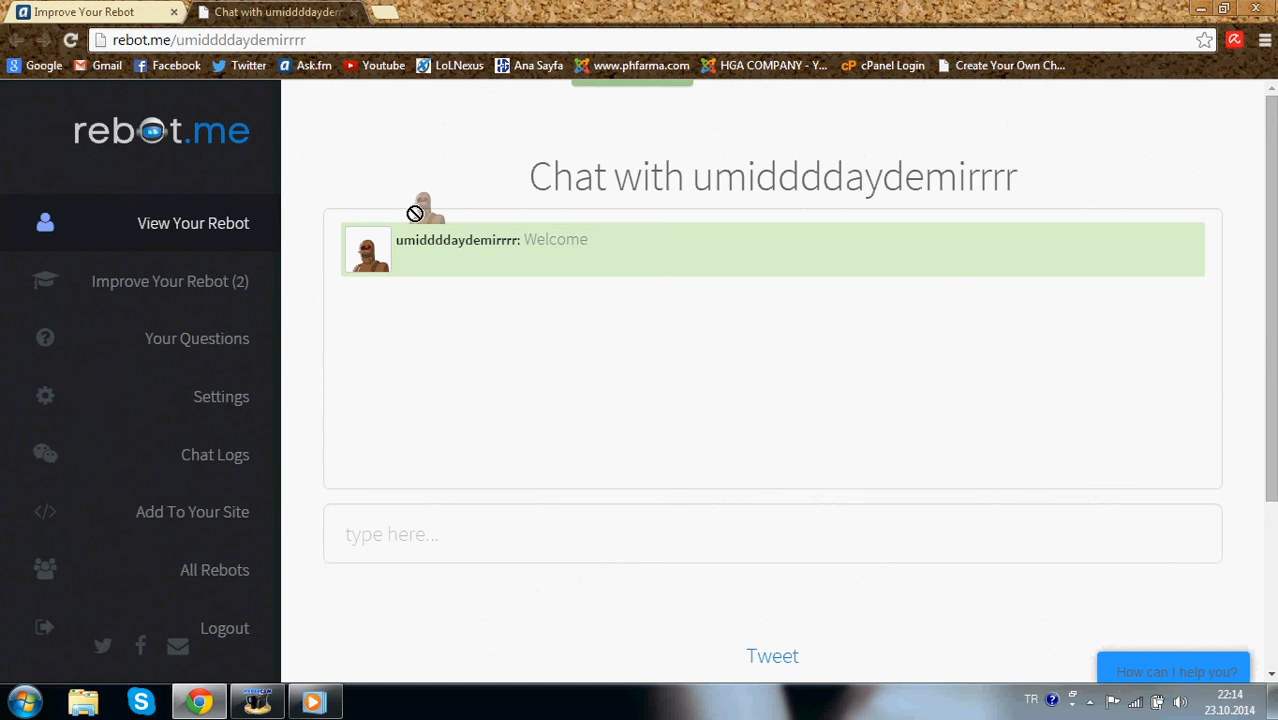 Improve Your Rebot
Chat with umiddddaydem
rebot.me/umiddddaydemirrrr
Google
Gmail
Facebook
Twitter
Ask.fm
Youtube
LoLNexus
Ana Sayfa
www.phfarma.com
HGA COMPANY - Y...
cPanel Login
Create Your Own Ch...
rebot.me
View Your Rebot
Improve Your Rebot (2)
Your Questions
Settings
Chat Logs
Add To Your Site
All Rebots
Logout
Chat with umiddddaydemirrrr
umiddddaydemirrrr: Welcome
type here...
Tweet
How can I help you?
TR
22:14
23.10.2014